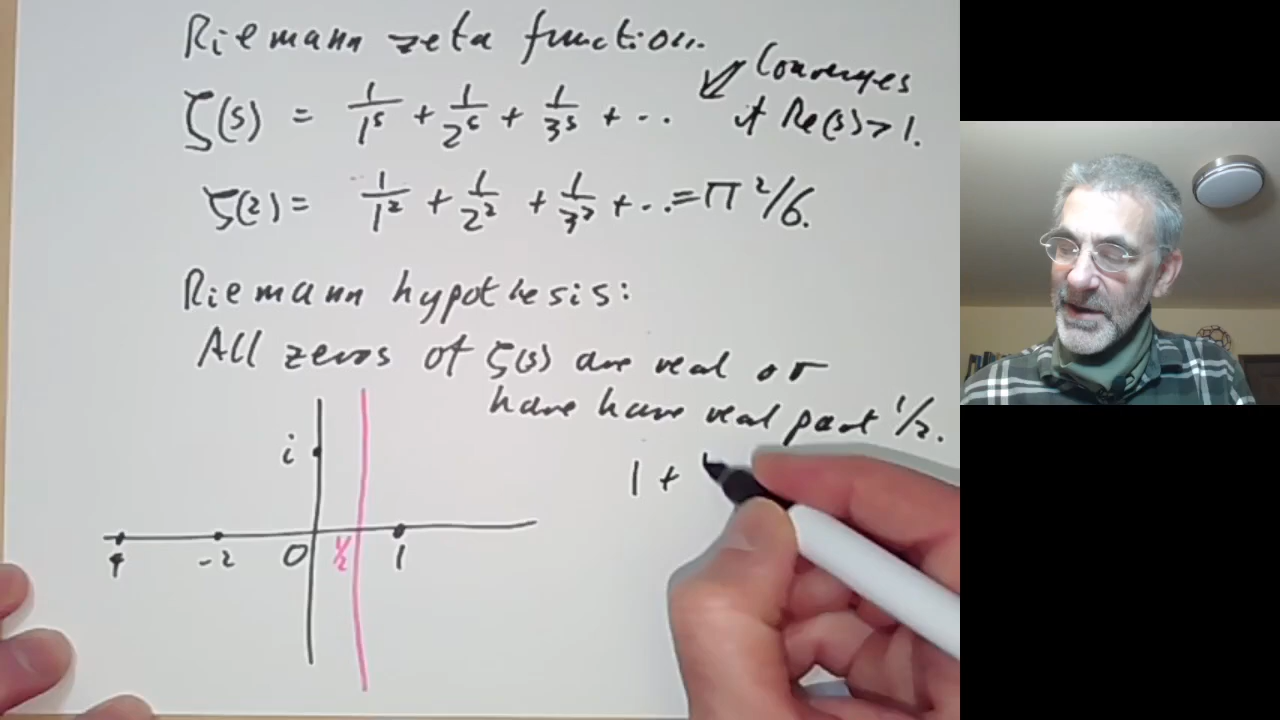 Riemann zeta function.
ζ(s) = 1/1^s + 1/2^s + 1/3^s + ...
Converges
if Re(s) > 1.
ζ(2) = 1/1^2 + 1/2^2 + 1/3^2 + ... = π^2/6.
Riemann hypothesis:
All zeros of ζ(s) are real or
have have real part 1/2.
i
1 +
-2 0 1/2 1